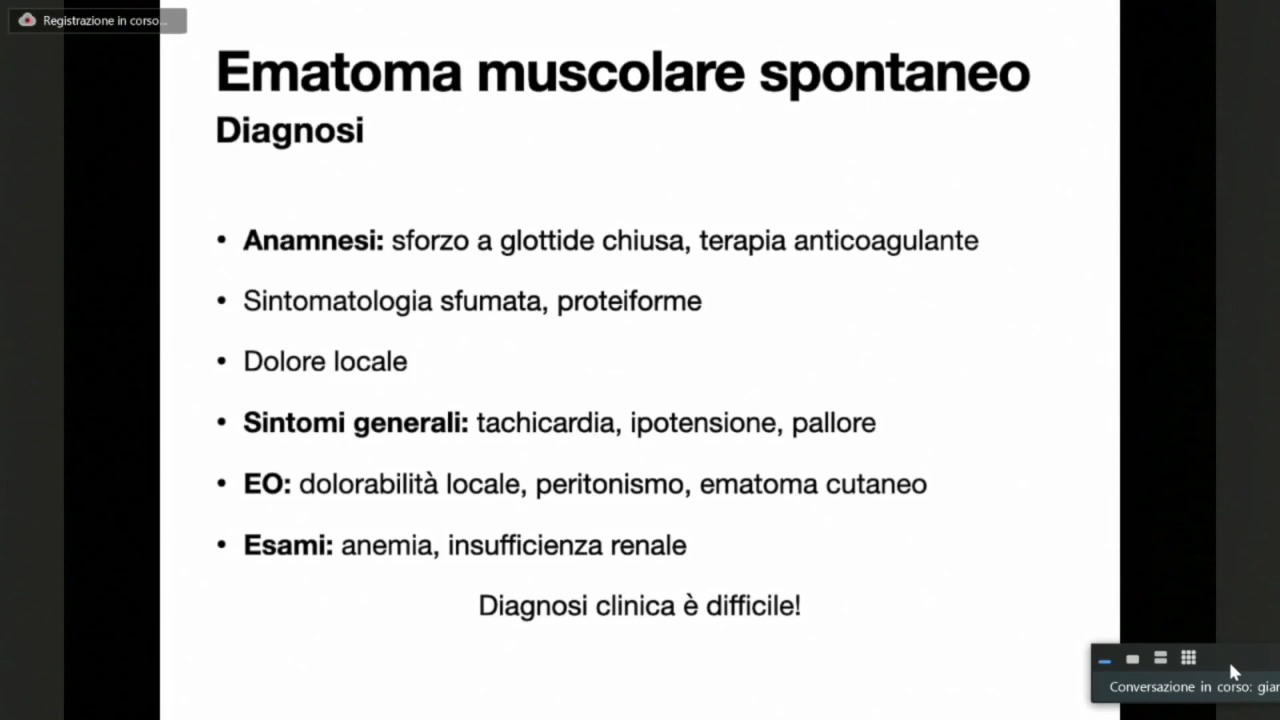 Registrazione in corso...
Ematoma muscolare spontaneo
Diagnosi
• Anamnesi: sforzo a glottide chiusa, terapia anticoagulante
• Sintomatologia sfumata, proteiforme
• Dolore locale
• Sintomi generali: tachicardia, ipotensione, pallore
• EO: dolorabilità locale, peritonismo, ematoma cutaneo
• Esami: anemia, insufficienza renale
Diagnosi clinica è difficile!
Conversazione in corso: